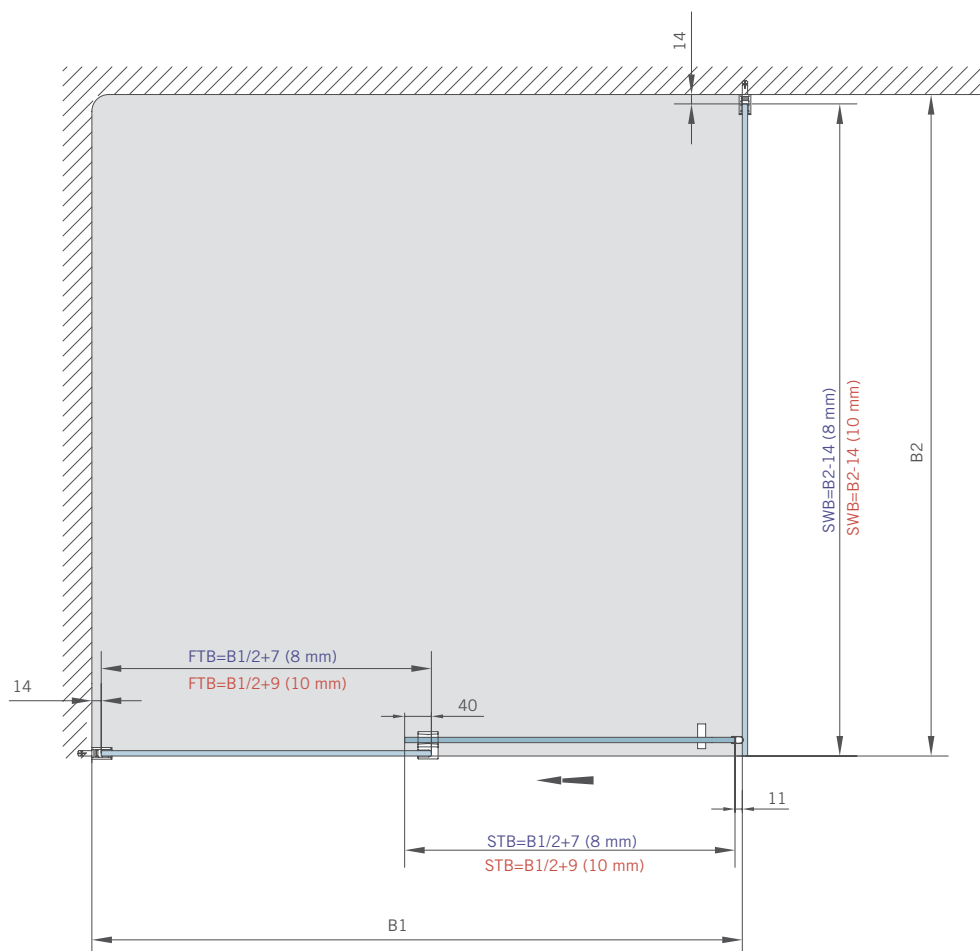 14
SWB=B2-14 (8 mm)
SWB=B2-14 (10 mm)
B2
FTB=B1/2+7 (8 mm)
FTB=B1/2+9 (10 mm)
14
40
11
STB=B1/2+7 (8 mm)
STB=B1/2+9 (10 mm)
B1